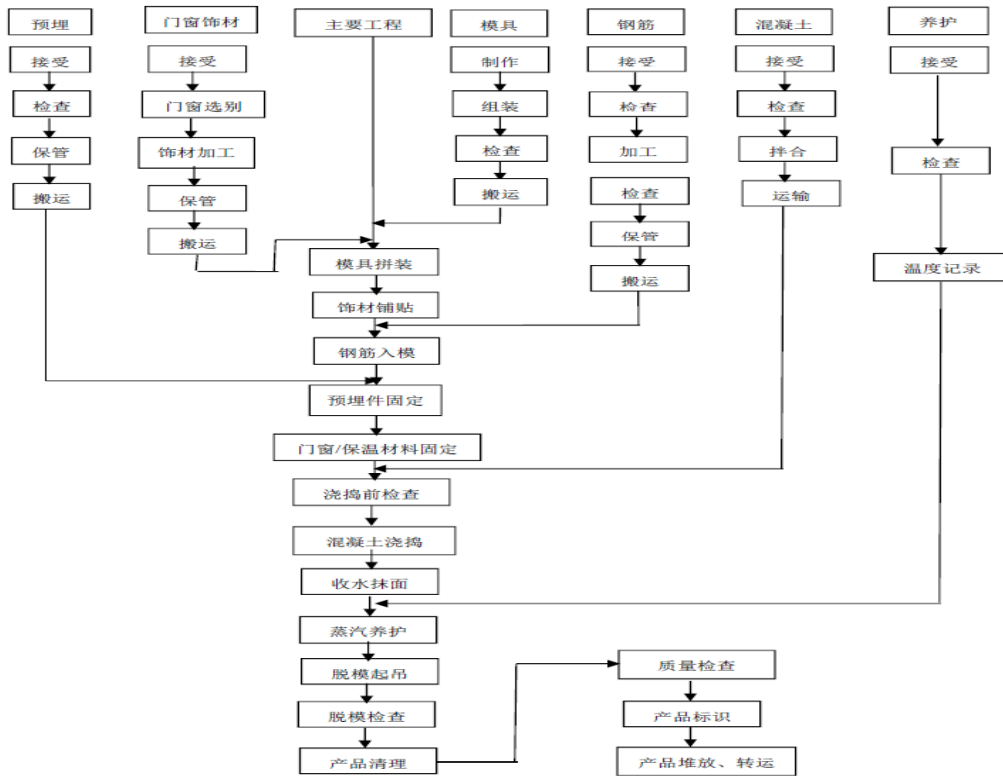 预埋
门窗饰材
主要工程
模具
钢筋
混凝土
养护
接受
接受
制作
接受
接受
接受
检查
门窗选别
组装
检查
检查
保管
饰材加工
检查
加工
拌合
检查
搬运
保管
搬运
检查
运输
搬运
保管
模具拼装
搬运
温度记录
饰材铺贴
钢筋入模
预埋件固定
门窗/保温材料固定
浇捣前检查
混凝土浇捣
收水抹面
蒸汽养护
脱模起吊
质量检查
脱模检查
产品标识
产品清理
产品堆放、转运